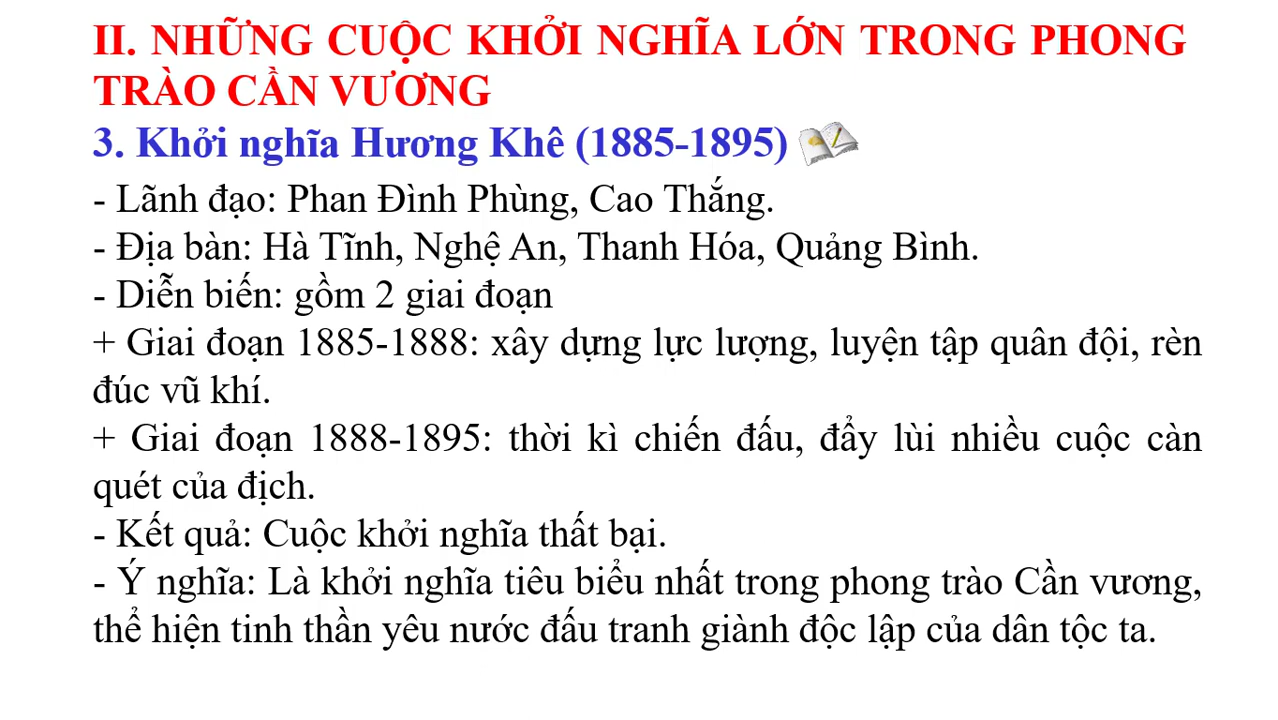 II. NHỮNG CUỘC KHỞI NGHĨA LỚN TRONG PHONG
TRÀO CẦN VƯƠNG
3. Khởi nghĩa Hương Khê (1885-1895)
- Lãnh đạo: Phan Đình Phùng, Cao Thắng.
- Địa bàn: Hà Tĩnh, Nghệ An, Thanh Hóa, Quảng Bình.
- Diễn biến: gồm 2 giai đoạn
+ Giai đoạn 1885-1888: xây dựng lực lượng, luyện tập quân đội, rèn
đúc vũ khí.
+ Giai đoạn 1888-1895: thời kì chiến đấu, đẩy lùi nhiều cuộc càn
quét của địch.
- Kết quả: Cuộc khởi nghĩa thất bại.
- Ý nghĩa: Là khởi nghĩa tiêu biểu nhất trong phong trào Cần vương,
thể hiện tinh thần yêu nước đấu tranh giành độc lập của dân tộc ta.